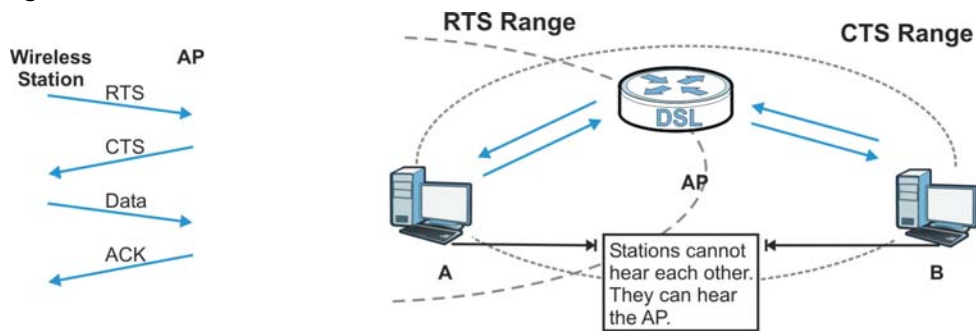 Wireless
Station
AP
RTS
CTS
Data
ACK
RTS Range
CTS Range
DSL
AP
A
B
Stations cannot
hear each other.
They can hear
the AP.